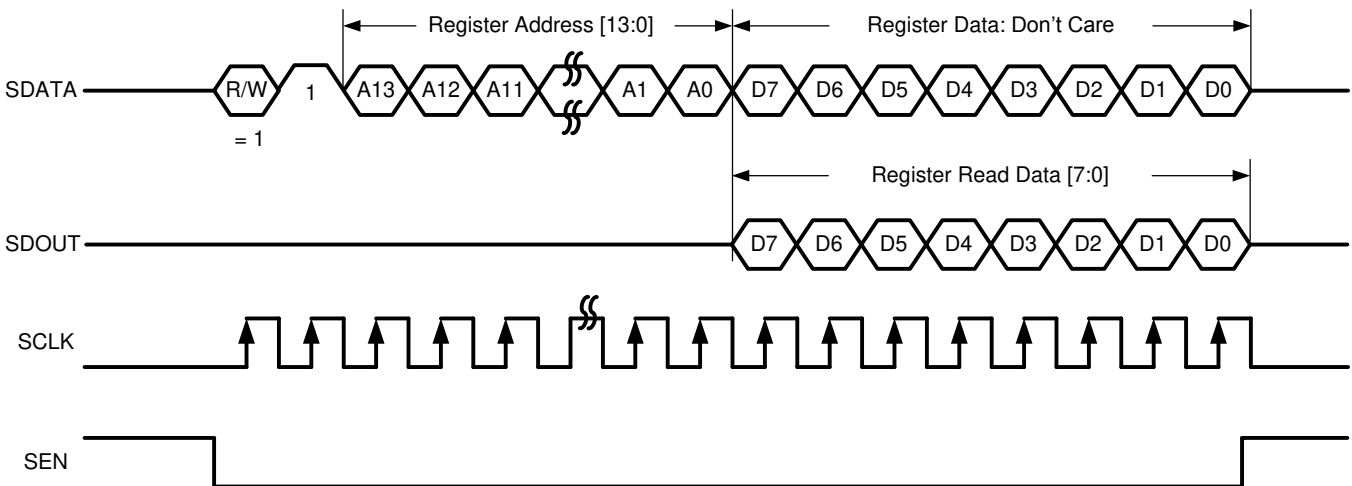 Register Address [13:0] Register Data: Don't Care
SDATA R/W 1 A13 A12 A11 A1 A0 D7 D6 D5 D4 D3 D2 D1 D0
= 1
Register Read Data [7:0]
SDOUT D7 D6 D5 D4 D3 D2 D1 D0
SCLK
SEN